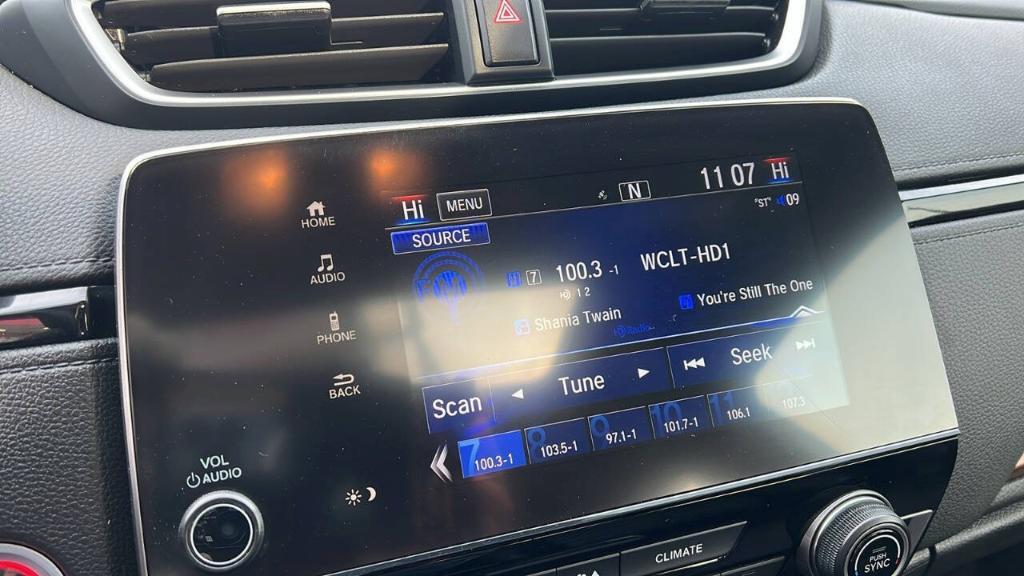 Hi MENU N 11 07 Hi
SOURCE "ST" 09
7 100.3 -1 WCLT-HD1
1 2
Shania Twain You're Still The One
Scan Tune Seek
7 100.3-1 8 103.5-1 9 97.1-1 10 101.7-1 11 106.1 107.3
HOME
AUDIO
PHONE
BACK
VOL
AUDIO
CLIMATE
PUSH
SYNC